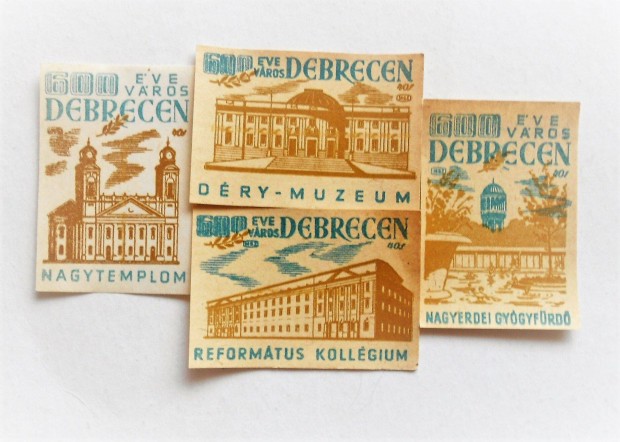 600 ÉVE
VÁROS
DEBRECEN
NAGYTEMPLOM
600 ÉVE
VÁROS DEBRECEN
DÉRY-MUZEUM
600 ÉVE
VÁROS DEBRECEN
REFORMÁTUS KOLLÉGIUM
600 ÉVE
VÁROS
DEBRECEN
NAGYERDEI GYÓGYFÜRDŐ